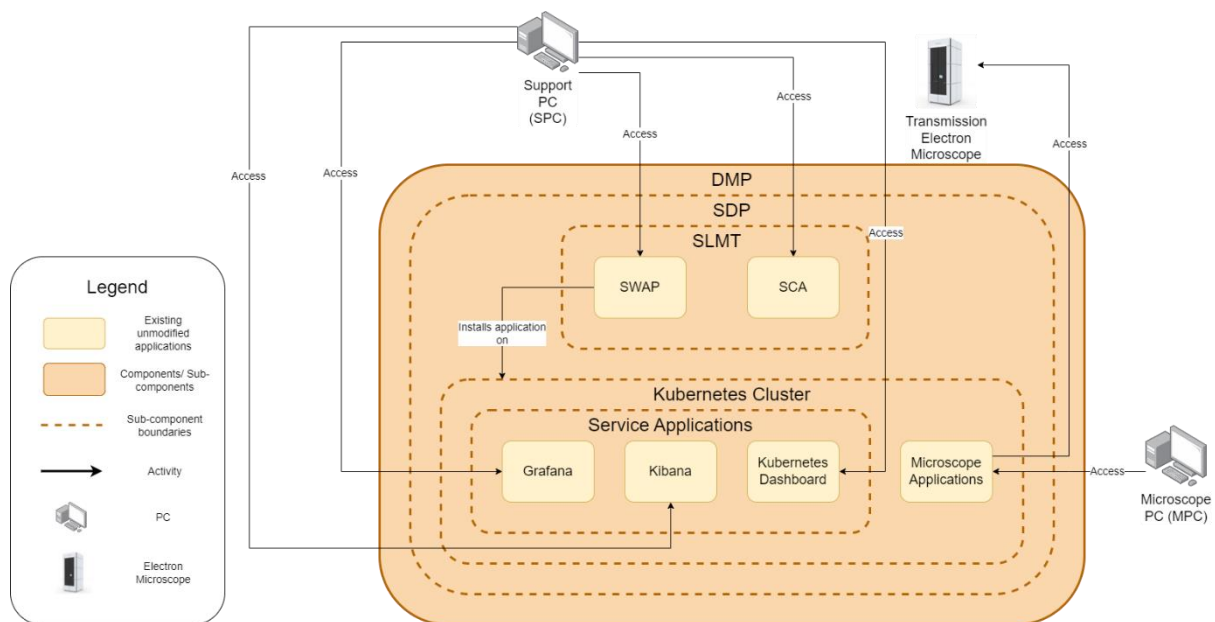 Support
PC
(SPC)
Transmission
Electron
Microscope
Access
Access
Access
Access
Access
DMP
SDP
Access
SLMT
SWAP
SCA
Installs application
on
Kubernetes Cluster
Service Applications
Grafana
Kibana
Kubernetes
Dashboard
Microscope
Applications
Access
Microscope
PC (MPC)
Legend
Existing
unmodified
applications
Components/ Sub-
components
Sub-component
boundaries
Activity
PC
Electron
Microscope